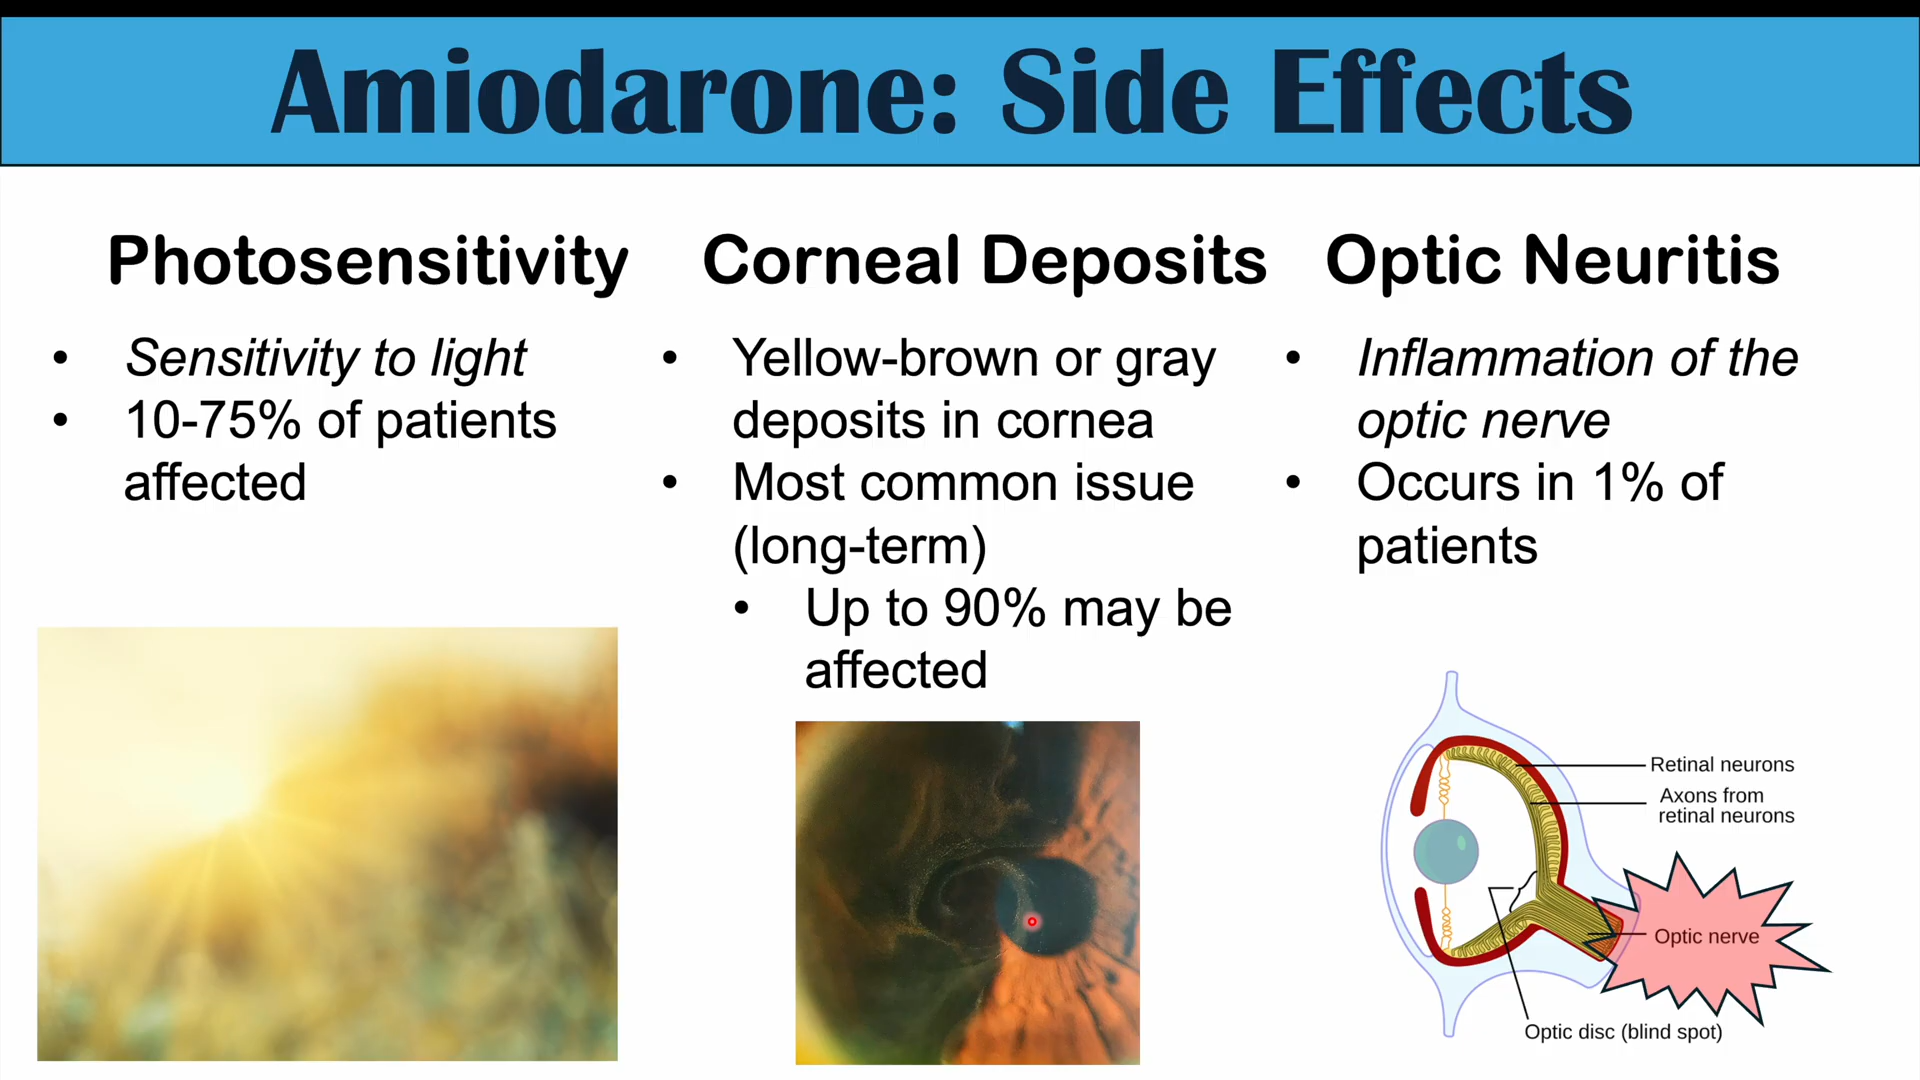 Amiodarone: Side Effects
Photosensitivity
• Sensitivity to light
• 10-75% of patients
affected
Corneal Deposits
• Yellow-brown or gray
deposits in cornea
• Most common issue
(long-term)
• Up to 90% may be
affected
Optic Neuritis
• Inflammation of the
optic nerve
• Occurs in 1% of
patients
Retinal neurons
Axons from
retinal neurons
Optic nerve
Optic disc (blind spot)